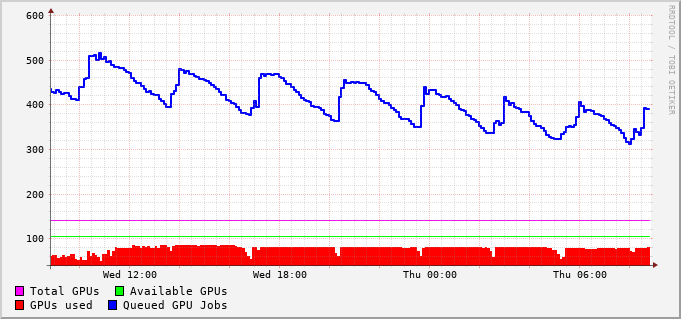 600
500
400
300
200
100
Wed 12:00 Wed 18:00 Thu 00:00 Thu 06:00
Total GPUs Available GPUs
GPUs used Queued GPU Jobs
RRDTOOL / TOBI OETIKER